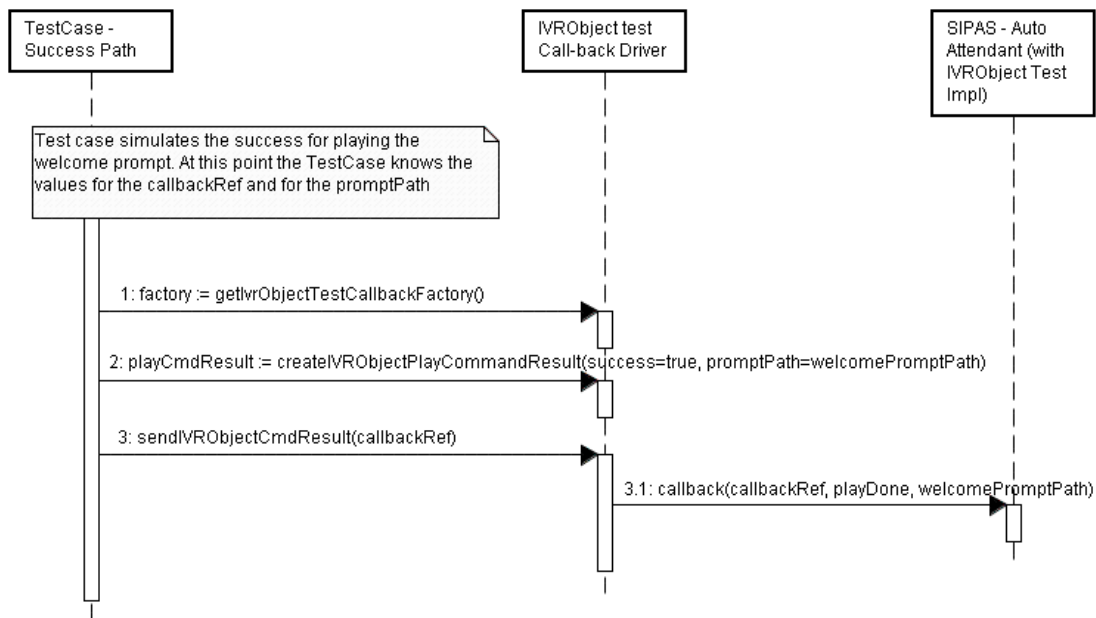 TestCase -
Success Path
IVRObject test
Call-back Driver
SIPAS - Auto
Attendant (with
IVRObject Test
Impl)
Test case simulates the success for playing the
welcome prompt. At this point the TestCase knows the
values for the callbackRef and for the promptPath
1: factory := getIvrObjectTestCallbackFactory()
2: playCmdResult := createIVRObjectPlayCommandResult(success=true, promptPath=welcomePromptPath)
3: sendIVRObjectCmdResult(callbackRef)
3.1: callback(callbackRef, playDone, welcomePromptPath)